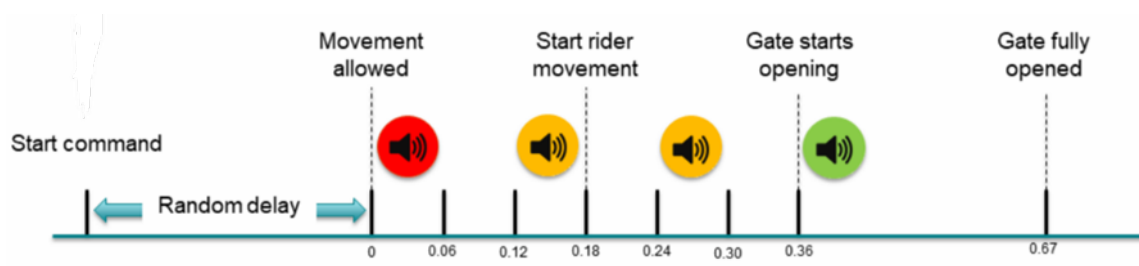 Movement
allowed
Start rider
movement
Gate starts
opening
Gate fully
opened
Start command
Random delay
0
0.06
0.12
0.18
0.24
0.30
0.36
0.67